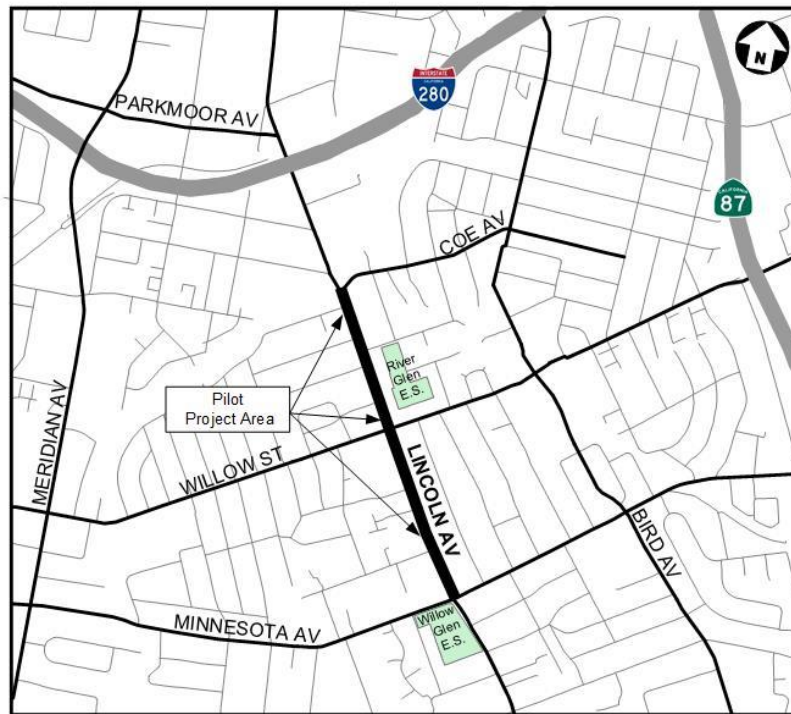 N
INTERSTATE
CALIFORNIA
280
PARKMOOR AV
CALIFORNIA
87
COE AV
River
Glen
E.S.
Pilot
Project Area
MERIDIAN AV
WILLOW ST
LINCOLN AV
BIRD AV
MINNESOTA AV
Willow
Glen
E.S.